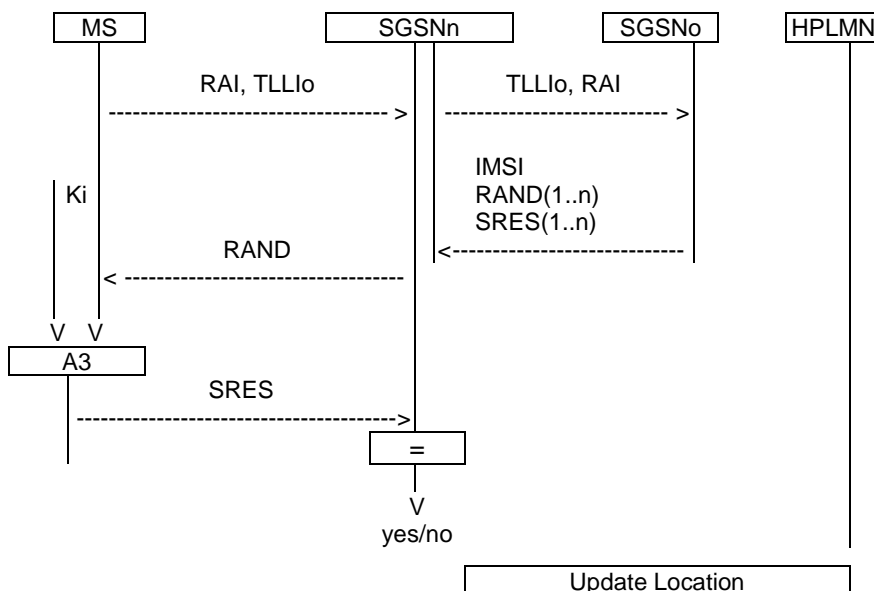 MS SGSNn SGSNo HPLMN
RAI, TLLIo TLLIo, RAI
------------------------------- > ------------------------- >
IMSI
Ki RAND(1..n)
SRES(1..n)
RAND <--------------------------
< -------------------------------
V V
A3
SRES
------------------------------------>
=
V
yes/no
Update Location